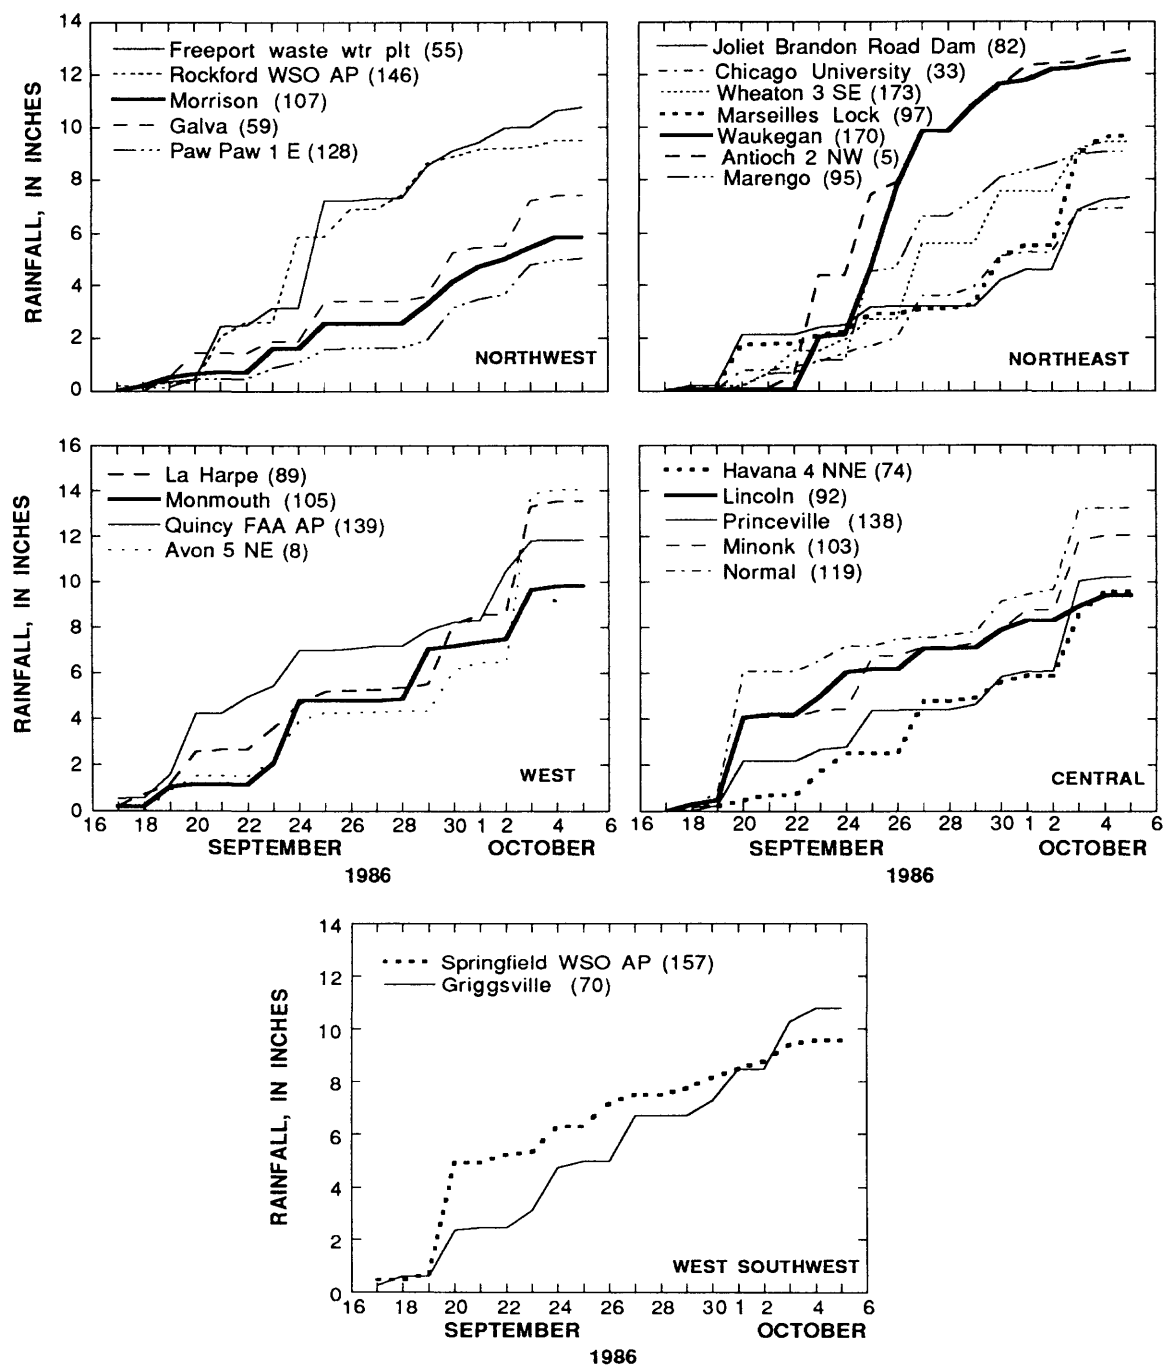 14
12
10
8
6
4
2
0
RAINFALL, IN INCHES
Freeport waste wtr plt (55)
Rockford WSO AP (146)
Morrison (107)
Galva (59)
Paw Paw 1 E (128)
NORTHWEST
Joliet Brandon Road Dam (82)
Chicago University (33)
Wheaton 3 SE (173)
Marseilles Lock (97)
Waukegan (170)
Antioch 2 NW (5)
Marengo (95)
NORTHEAST
16
14
12
10
8
6
4
2
0
RAINFALL, IN INCHES
La Harpe (89)
Monmouth (105)
Quincy FAA AP (139)
Avon 5 NE (8)
WEST
16 18 20 22 24 26 28 30 1 2 4 6
SEPTEMBER OCTOBER
1986
Havana 4 NNE (74)
Lincoln (92)
Princeville (138)
Minonk (103)
Normal (119)
CENTRAL
16 18 20 22 24 26 28 30 1 2 4 6
SEPTEMBER OCTOBER
1986
14
12
10
8
6
4
2
0
RAINFALL, IN INCHES
Springfield WSO AP (157)
Griggsville (70)
WEST SOUTHWEST
16 18 20 22 24 26 28 30 1 2 4 6
SEPTEMBER OCTOBER
1986